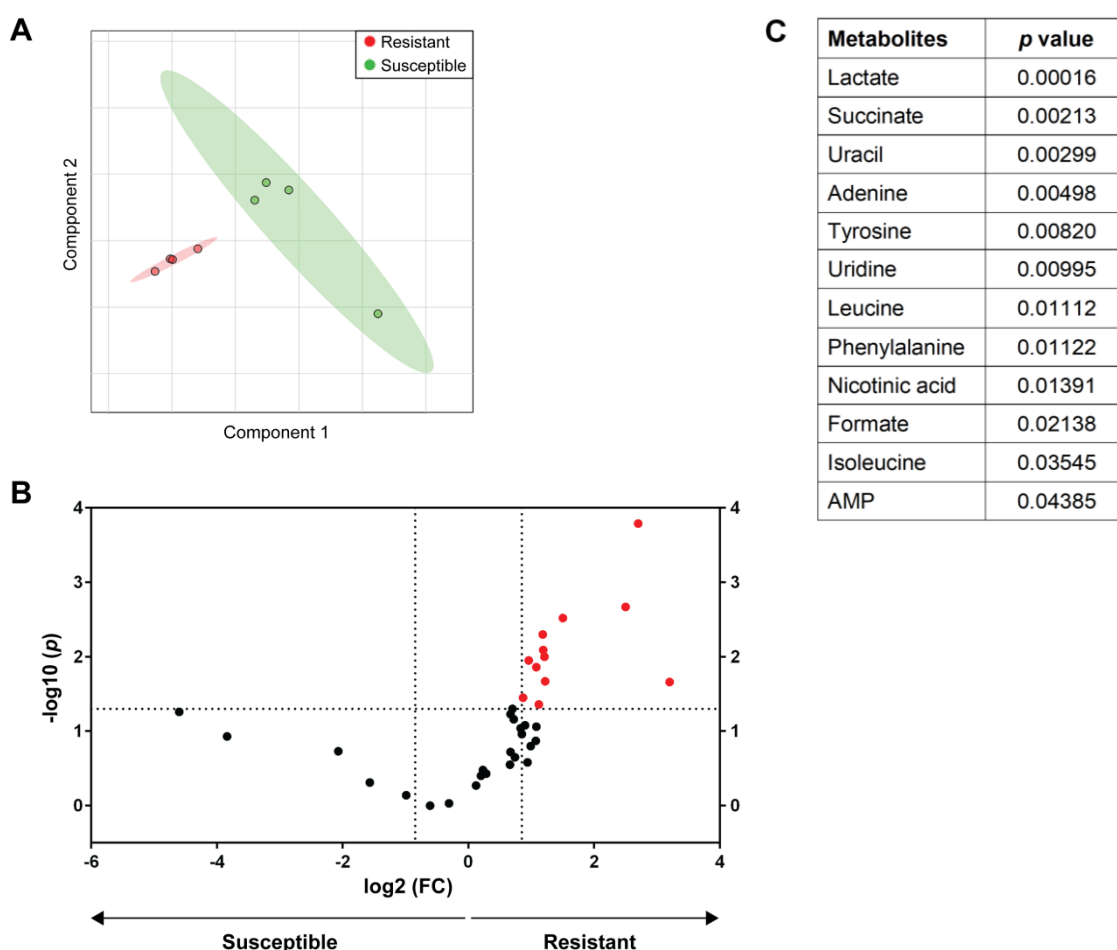 A
Resistant
Susceptible
Compponent 2
Component 1
C
Metabolites p value
Lactate 0.00016
Succinate 0.00213
Uracil 0.00299
Adenine 0.00498
Tyrosine 0.00820
Uridine 0.00995
Leucine 0.01112
Phenylalanine 0.01122
Nicotinic acid 0.01391
Formate 0.02138
Isoleucine 0.03545
AMP 0.04385
B
4 4
3 3
2 2
1 1
0 0
-log10 (p)
-6 -4 -2 0 2 4
log2 (FC)
Susceptible Resistant